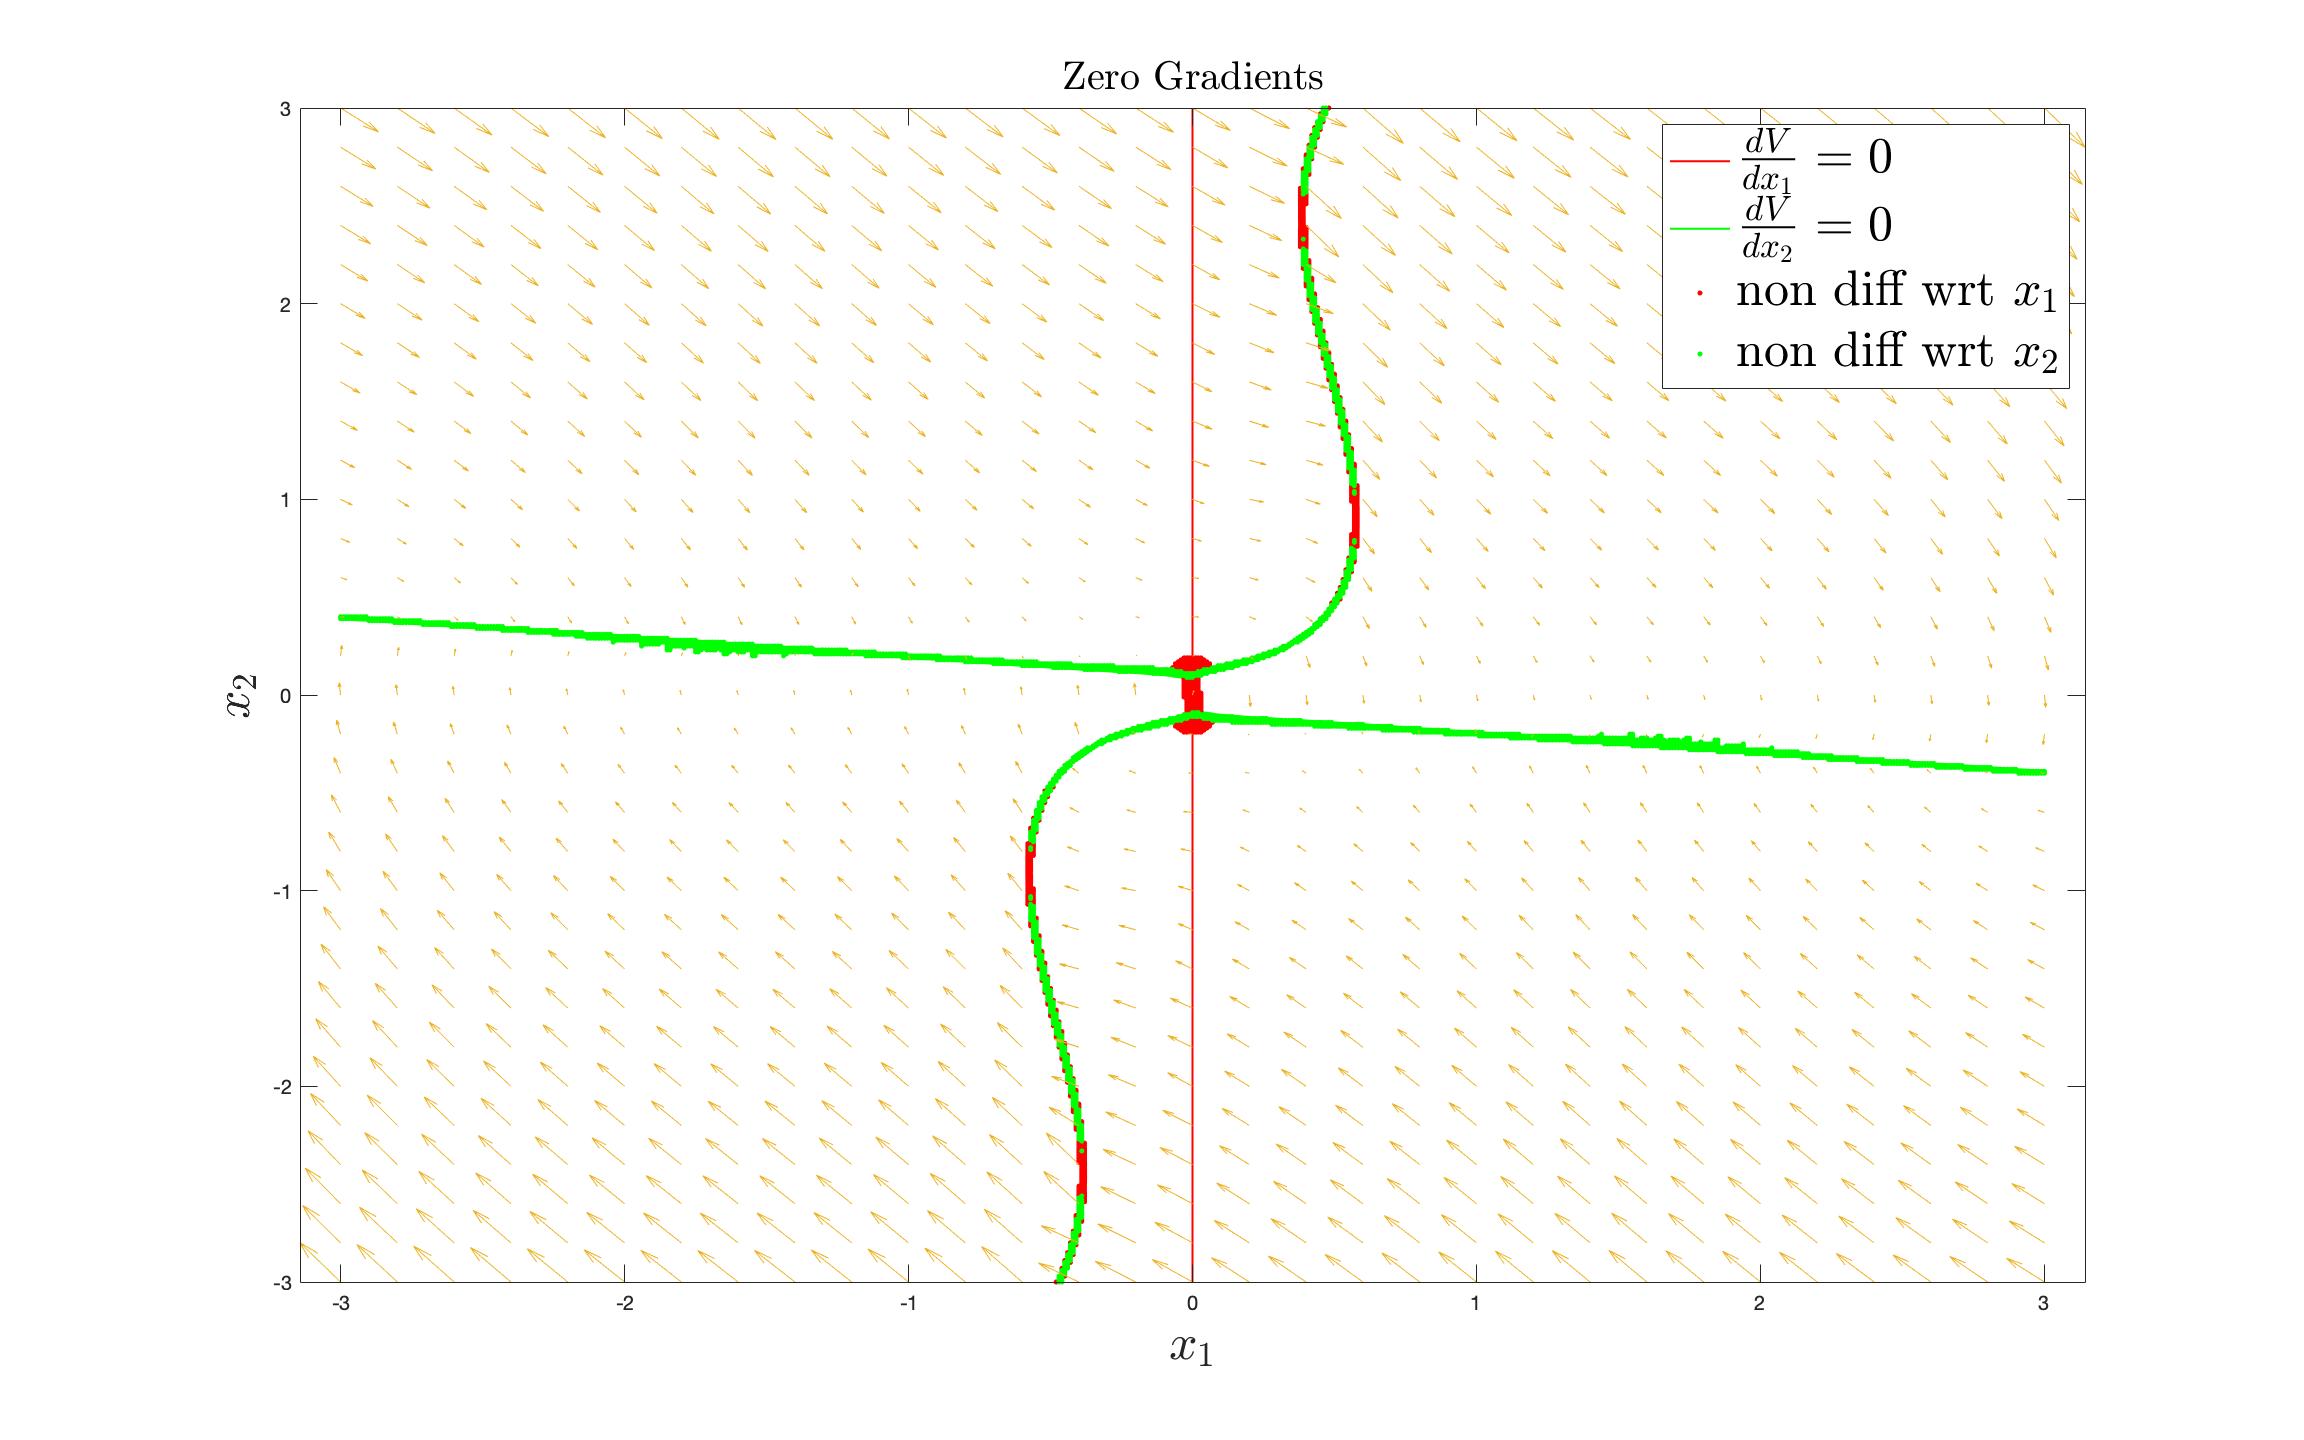 Zero Gradients
3
2
1
0
-1
-2
-3
x₂
-3
-2
-1
0
1
2
3
x₁
dV/dx₁ = 0
dV/dx₂ = 0
non diff wrt x₁
non diff wrt x₂